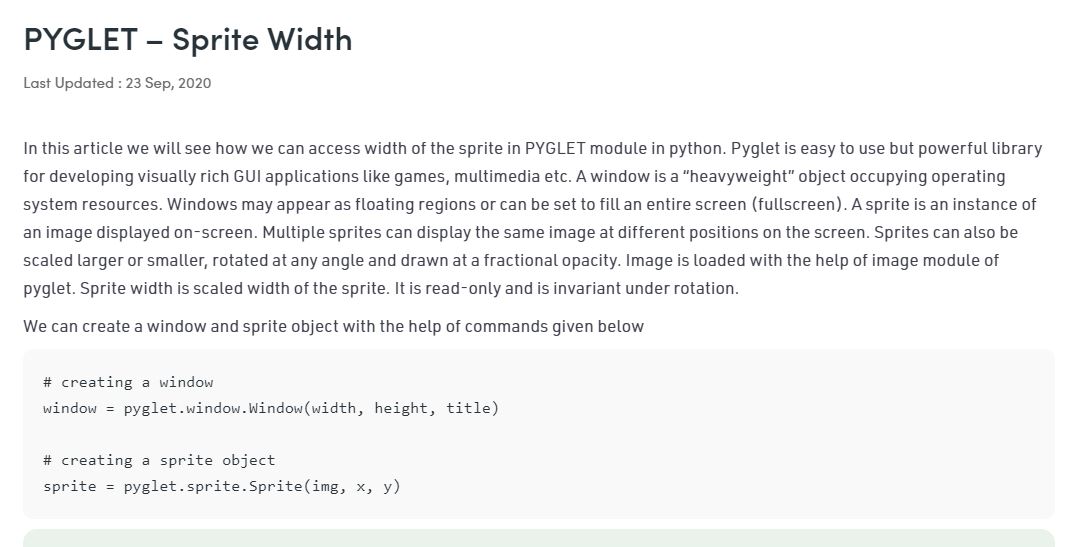 PYGLET – Sprite Width
Last Updated : 23 Sep, 2020
In this article we will see how we can access width of the sprite in PYGLET module in python. Pyglet is easy to use but powerful library
for developing visually rich GUI applications like games, multimedia etc. A window is a “heavyweight” object occupying operating
system resources. Windows may appear as floating regions or can be set to fill an entire screen (fullscreen). A sprite is an instance of
an image displayed on-screen. Multiple sprites can display the same image at different positions on the screen. Sprites can also be
scaled larger or smaller, rotated at any angle and drawn at a fractional opacity. Image is loaded with the help of image module of
pyglet. Sprite width is scaled width of the sprite. It is read-only and is invariant under rotation.
We can create a window and sprite object with the help of commands given below
# creating a window
window = pyglet.window.Window(width, height, title)
# creating a sprite object
sprite = pyglet.sprite.Sprite(img, x, y)